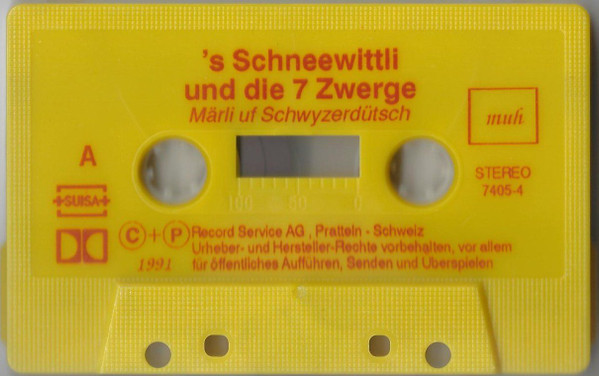 's Schneewittli
und die 7 Zwerge
Märli uf Schwyzerdütsch
muh
A
STEREO
7405-4
+SUISA+
100 50 0
C + P Record Service AG , Pratteln - Schweiz
Urheber- und Hersteller-Rechte vorbehalten, vor allem
1991 für öffentliches Aufführen, Senden und Uberspielen